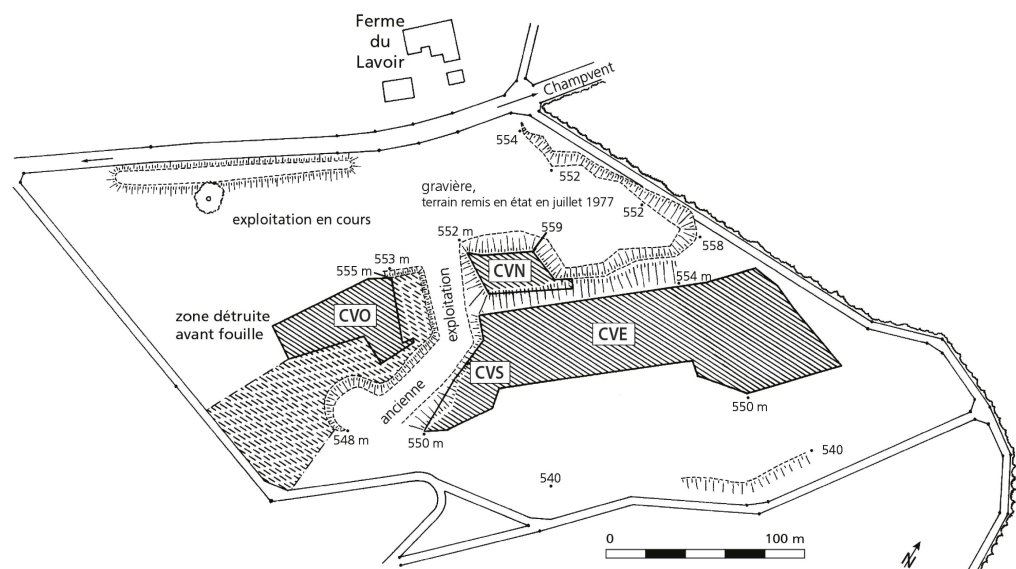 Ferme
du
Lavoir
Champvent
554
552
gravière,
terrain remis en état en juillet 1977
552
exploitation en cours
552 m
559
558
553 m
555 m
554 m
CVN
zone détruite
avant fouille
CVO
exploitation
CVE
CVS
ancienne
550 m
548 m
550 m
540
540
0
100 m
N